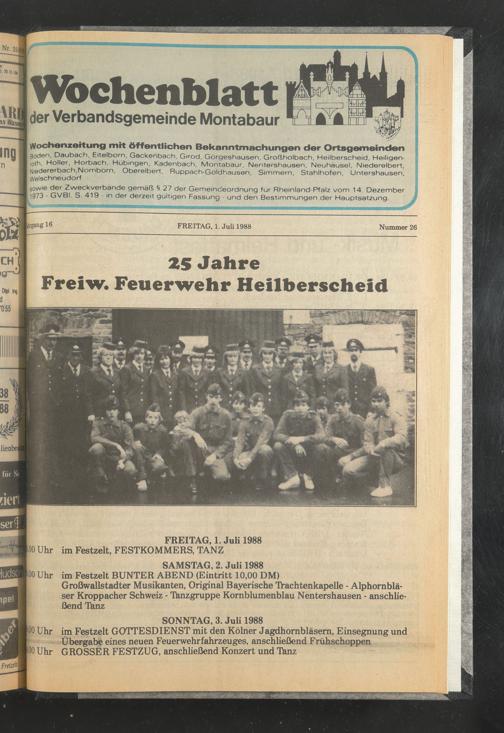 Wochenblatt
der Verbandsgemeinde Montabaur
Wochenzeitung mit öffentlichen Bekanntmachungen der Ortsgemeinden
Boden, Daubach, Eitelborn, Gackenbach, Girod, Görgeshausen, Großholbach, Heilberscheid, Heiligen-
roth, Holler, Horbach, Hübingen, Kadenbach, Montabaur, Nentershausen, Neuhäusel, Niederelbert,
Niedererbach, Nomborn, Oberelbert, Ruppach-Goldhausen, Simmern, Stahlhofen, Untershausen,
Welschneudorf
sowie der Zweckverbände gemäß § 27 der Gemeindeordnung für Rheinland-Pfalz vom 14. Dezember
1973 - GVBl. S. 419 - in der derzeit gültigen Fassung - und den Bestimmungen der Hauptsatzung.
16 FREITAG, 1. Juli 1988 Nummer 26
25 Jahre
Freiw. Feuerwehr Heilberscheid
FREITAG, 1. Juli 1988
Uhr im Festzelt, FESTKOMMERS, TANZ
SAMSTAG, 2. Juli 1988
Uhr im Festzelt BUNTER ABEND (Eintritt 10,00 DM)
Großwallstadter Musikanten, Original Bayerische Trachtenkapelle - Alphornblä-
ser Kroppacher Schweiz - Tanzgruppe Kornblumenblau Nentershausen - anschlie-
ßend Tanz
SONNTAG, 3. Juli 1988
Uhr im Festzelt GOTTESDIENST mit den Kölner Jagdhornbläsern, Einsegnung und
Übergabe eines neuen Feuerwehrfahrzeuges, anschließend Frühschoppen
Uhr GROSSER FESTZUG, anschließend Konzert und Tanz